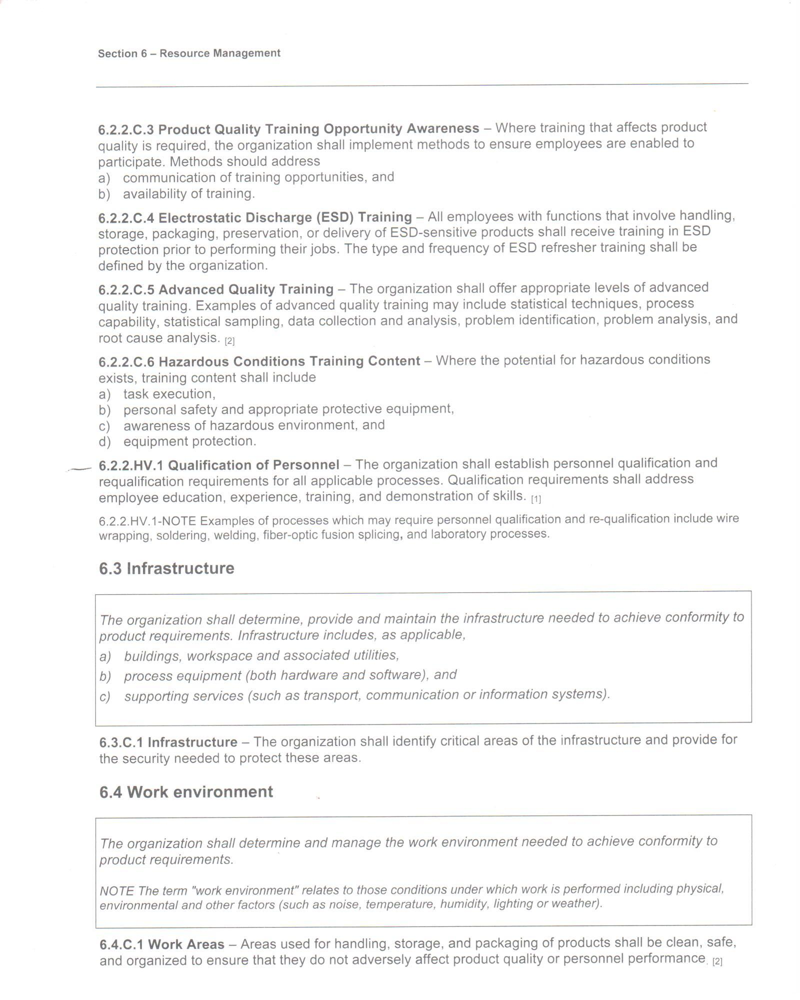 Section 6 – Resource Management
6.2.2.C.3 Product Quality Training Opportunity Awareness – Where training that affects product
quality is required, the organization shall implement methods to ensure employees are enabled to
participate. Methods should address
a) communication of training opportunities, and
b) availability of training.
6.2.2.C.4 Electrostatic Discharge (ESD) Training – All employees with functions that involve handling,
storage, packaging, preservation, or delivery of ESD-sensitive products shall receive training in ESD
protection prior to performing their jobs. The type and frequency of ESD refresher training shall be
defined by the organization.
6.2.2.C.5 Advanced Quality Training – The organization shall offer appropriate levels of advanced
quality training. Examples of advanced quality training may include statistical techniques, process
capability, statistical sampling, data collection and analysis, problem identification, problem analysis, and
root cause analysis. [2]
6.2.2.C.6 Hazardous Conditions Training Content – Where the potential for hazardous conditions
exists, training content shall include
a) task execution,
b) personal safety and appropriate protective equipment,
c) awareness of hazardous environment, and
d) equipment protection.
6.2.2.HV.1 Qualification of Personnel – The organization shall establish personnel qualification and
requalification requirements for all applicable processes. Qualification requirements shall address
employee education, experience, training, and demonstration of skills. [1]
6.2.2.HV.1-NOTE Examples of processes which may require personnel qualification and re-qualification include wire
wrapping, soldering, welding, fiber-optic fusion splicing, and laboratory processes.
6.3 Infrastructure
The organization shall determine, provide and maintain the infrastructure needed to achieve conformity to
product requirements. Infrastructure includes, as applicable,
a) buildings, workspace and associated utilities,
b) process equipment (both hardware and software), and
c) supporting services (such as transport, communication or information systems).
6.3.C.1 Infrastructure – The organization shall identify critical areas of the infrastructure and provide for
the security needed to protect these areas.
6.4 Work environment
The organization shall determine and manage the work environment needed to achieve conformity to
product requirements.
NOTE The term "work environment" relates to those conditions under which work is performed including physical,
environmental and other factors (such as noise, temperature, humidity, lighting or weather).
6.4.C.1 Work Areas – Areas used for handling, storage, and packaging of products shall be clean, safe,
and organized to ensure that they do not adversely affect product quality or personnel performance. [2]